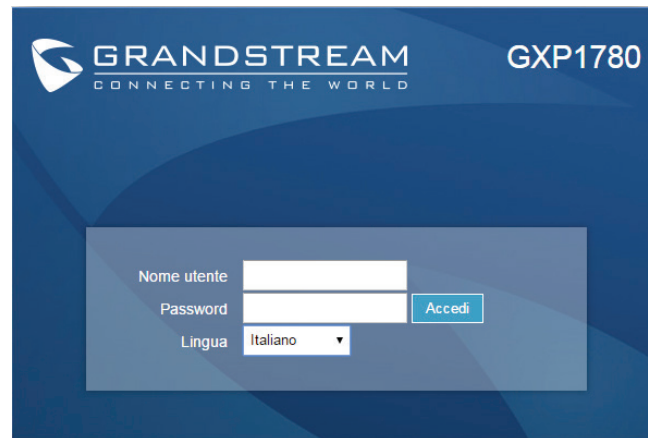 GRANDSTREAM
CONNECTING THE WORLD
GXP1780
Nome utente
Password
Accedi
Lingua
Italiano